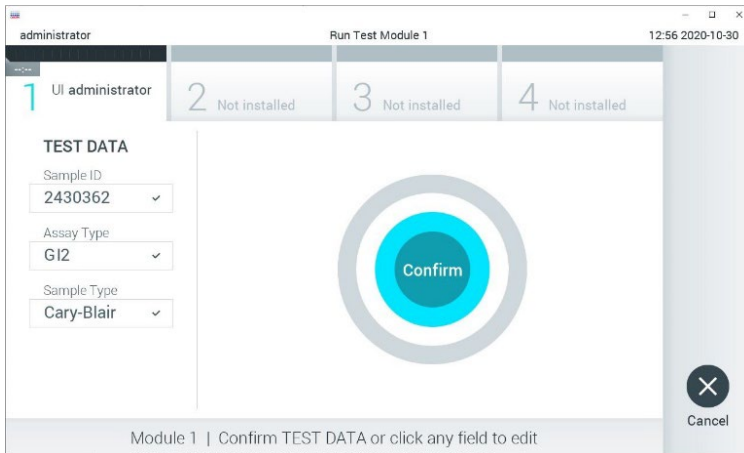 administrator
Run Test Module 1
12:56 2020-10-30
--:--
1 UI administrator
2 Not installed
3 Not installed
4 Not installed
TEST DATA
Sample ID
2430362
Assay Type
GI2
Sample Type
Cary-Blair
Confirm
Cancel
Module 1 | Confirm TEST DATA or click any field to edit